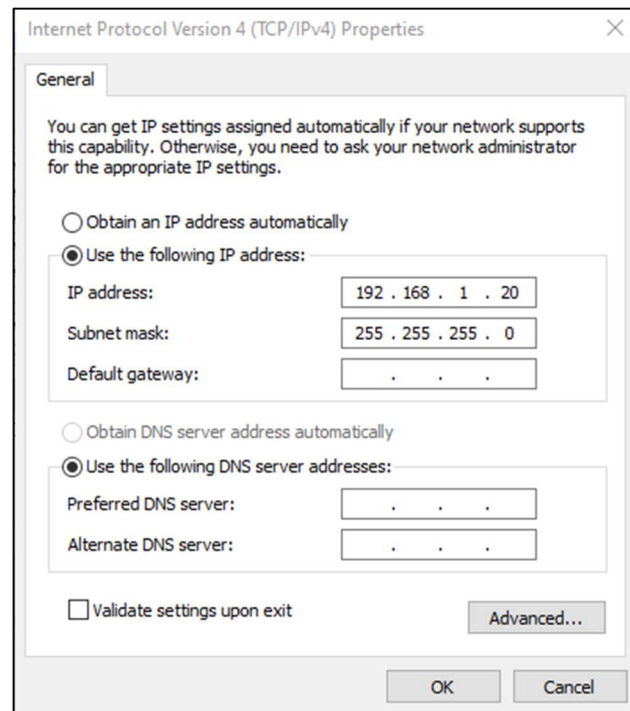 Internet Protocol Version 4 (TCP/IPv4) Properties
General
You can get IP settings assigned automatically if your network supports
this capability. Otherwise, you need to ask your network administrator
for the appropriate IP settings.
Obtain an IP address automatically
Use the following IP address:
IP address: 192 . 168 . 1 . 20
Subnet mask: 255 . 255 . 255 . 0
Default gateway: . . .
Obtain DNS server address automatically
Use the following DNS server addresses:
Preferred DNS server: . . .
Alternate DNS server: . . .
Validate settings upon exit
Advanced...
OK Cancel